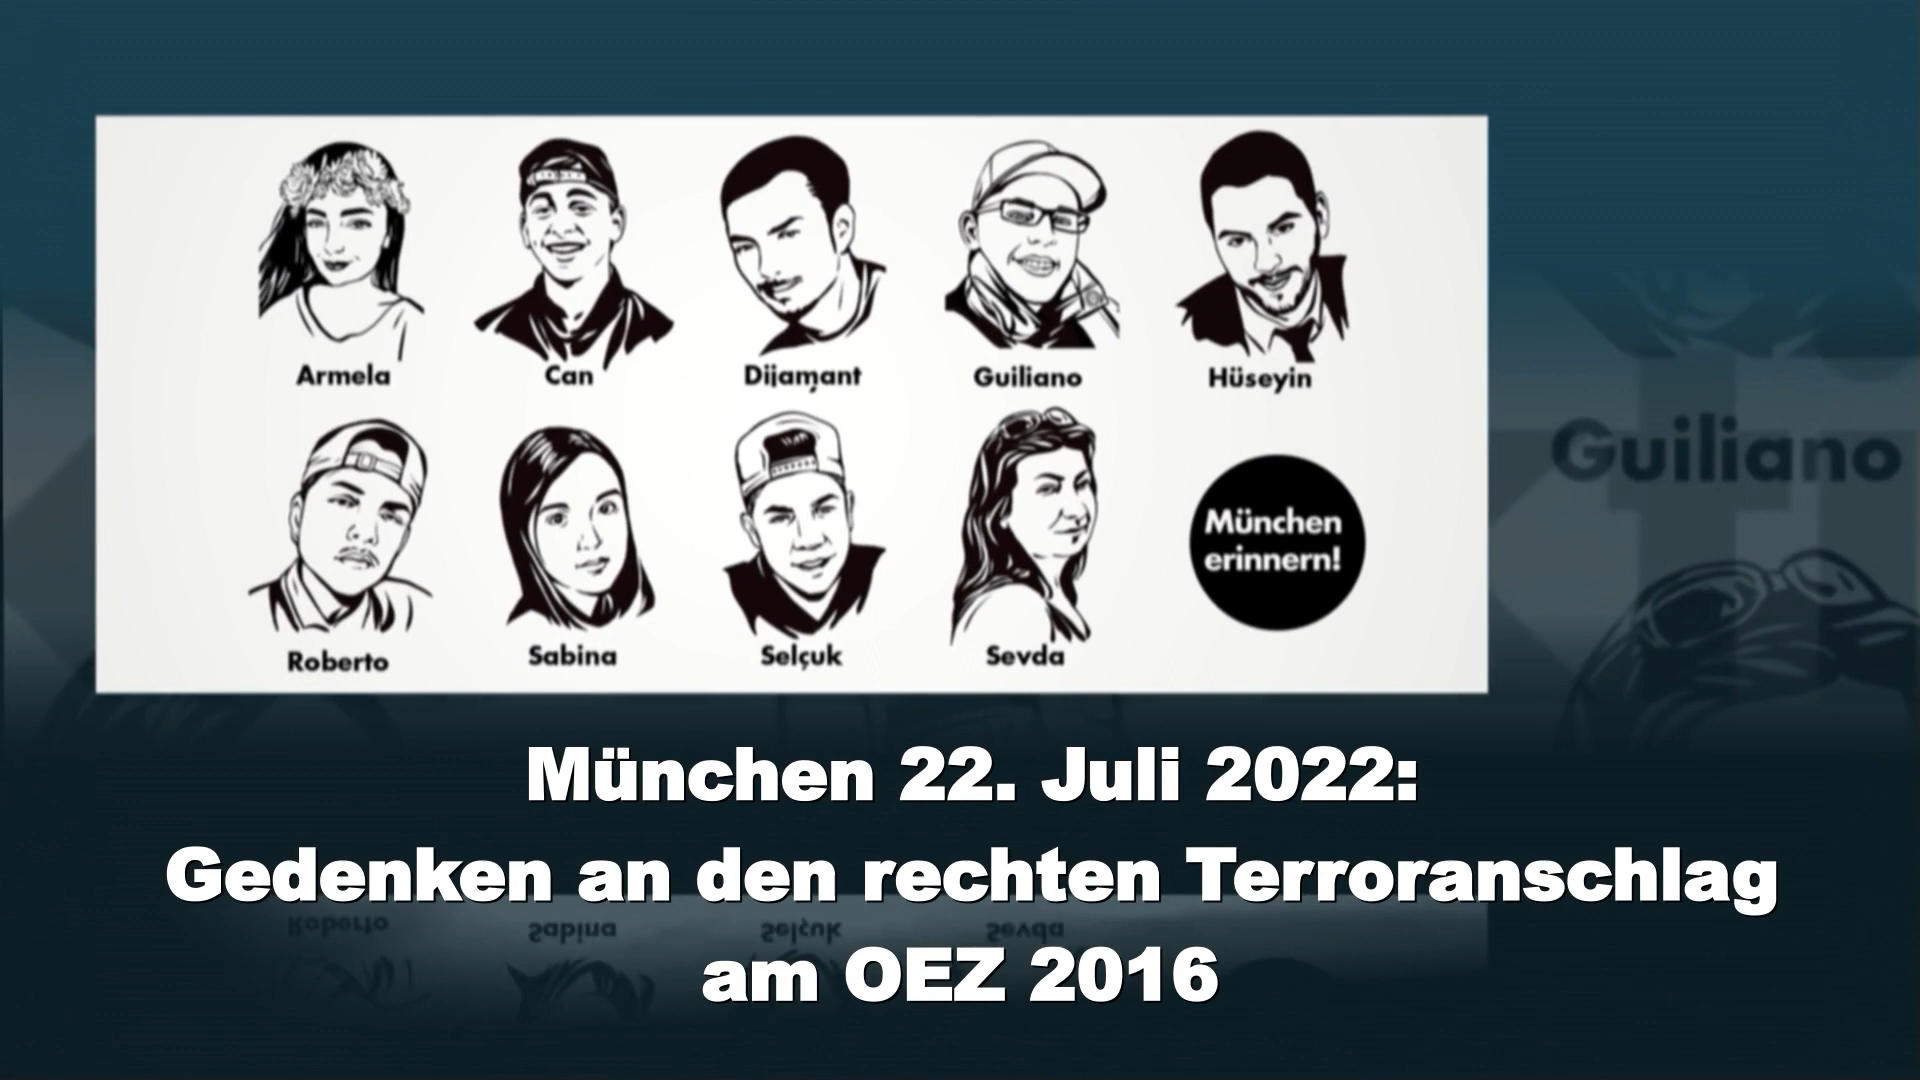 Armela
Can
Dijamant
Guiliano
Hüseyin
Roberto
Sabina
Selçuk
Sevda
München
erinnern!
Guiliano
München 22. Juli 2022:
Gedenken an den rechten Terroranschlag
am OEZ 2016